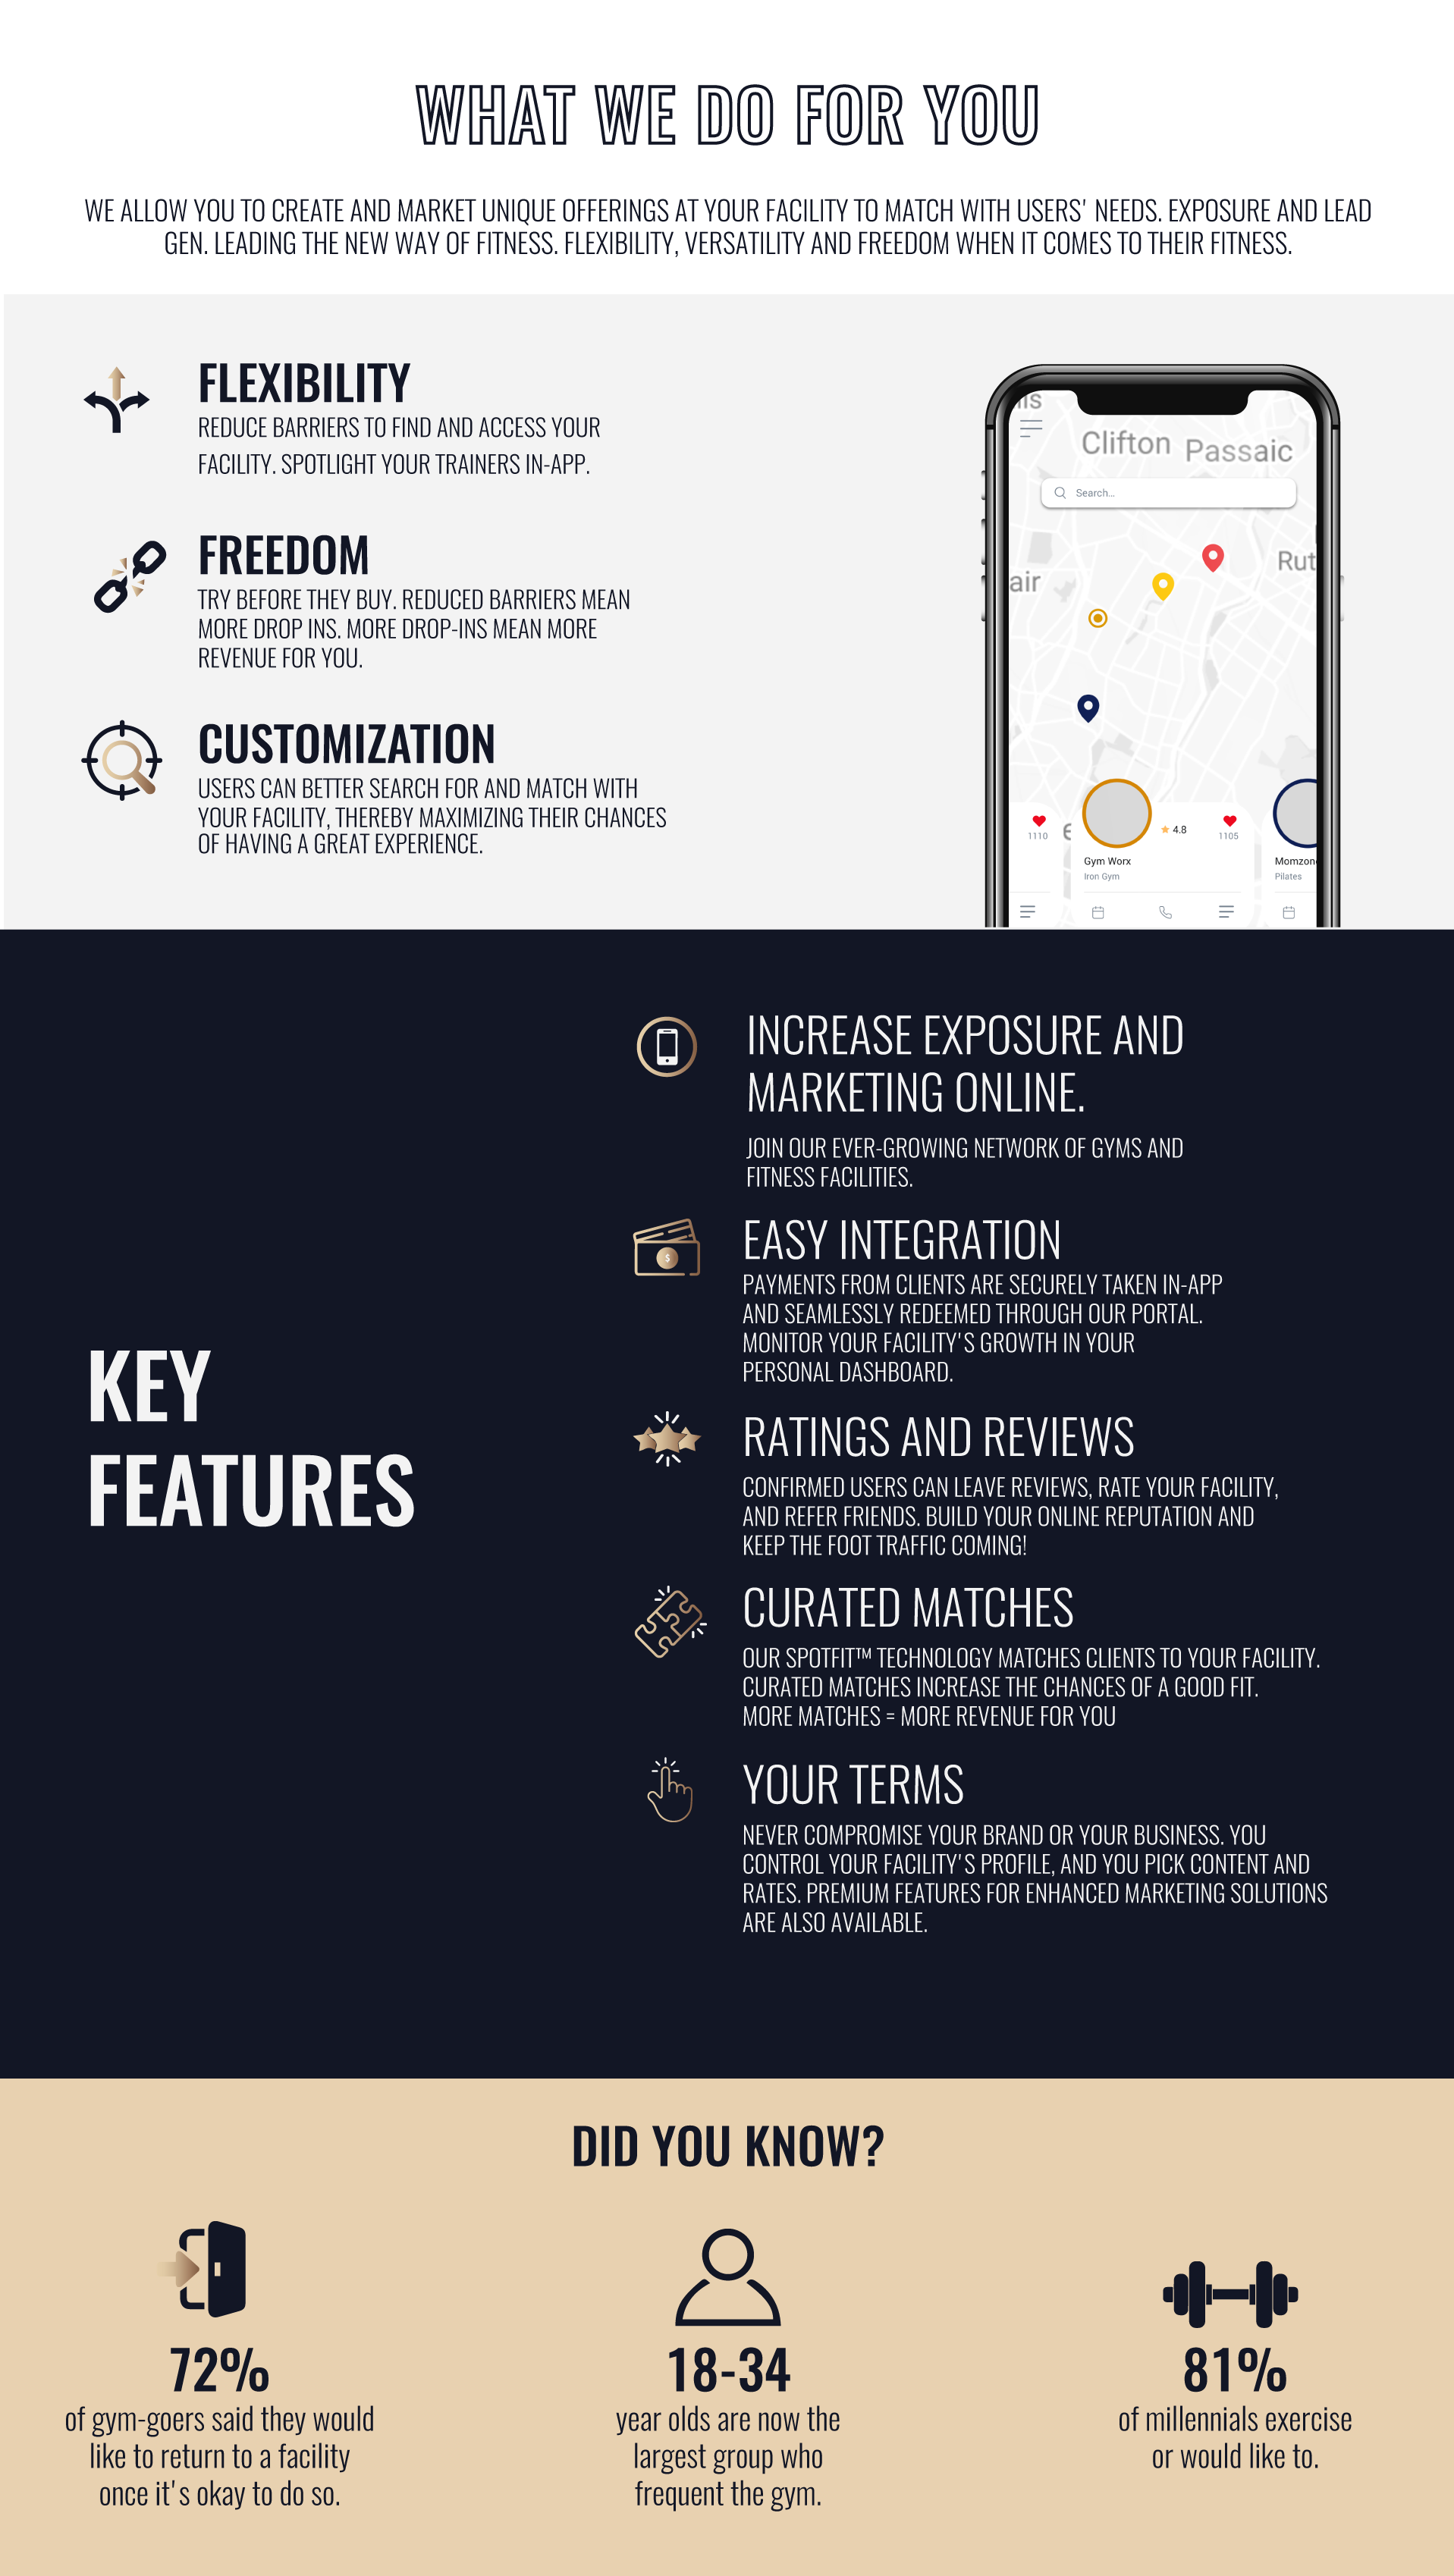 WHAT WE DO FOR YOU
WE ALLOW YOU TO CREATE AND MARKET UNIQUE OFFERINGS AT YOUR FACILITY TO MATCH WITH USERS' NEEDS. EXPOSURE AND LEAD
GEN. LEADING THE NEW WAY OF FITNESS. FLEXIBILITY, VERSATILITY AND FREEDOM WHEN IT COMES TO THEIR FITNESS.
FLEXIBILITY
REDUCE BARRIERS TO FIND AND ACCESS YOUR
FACILITY. SPOTLIGHT YOUR TRAINERS IN-APP.
FREEDOM
TRY BEFORE THEY BUY. REDUCED BARRIERS MEAN
MORE DROP INS. MORE DROP-INS MEAN MORE
REVENUE FOR YOU.
CUSTOMIZATION
USERS CAN BETTER SEARCH FOR AND MATCH WITH
YOUR FACILITY, THEREBY MAXIMIZING THEIR CHANCES
OF HAVING A GREAT EXPERIENCE.
lis
Clifton Passaic
Search...
Rut
air
e
4.8
1110
1105
Gym Worx
Momzon
Iron Gym
Pilates
KEY
FEATURES
INCREASE EXPOSURE AND
MARKETING ONLINE.
JOIN OUR EVER-GROWING NETWORK OF GYMS AND
FITNESS FACILITIES.
$
EASY INTEGRATION
PAYMENTS FROM CLIENTS ARE SECURELY TAKEN IN-APP
AND SEAMLESSLY REDEEMED THROUGH OUR PORTAL.
MONITOR YOUR FACILITY'S GROWTH IN YOUR
PERSONAL DASHBOARD.
RATINGS AND REVIEWS
CONFIRMED USERS CAN LEAVE REVIEWS, RATE YOUR FACILITY,
AND REFER FRIENDS. BUILD YOUR ONLINE REPUTATION AND
KEEP THE FOOT TRAFFIC COMING!
CURATED MATCHES
OUR SPOTFIT™ TECHNOLOGY MATCHES CLIENTS TO YOUR FACILITY.
CURATED MATCHES INCREASE THE CHANCES OF A GOOD FIT.
MORE MATCHES = MORE REVENUE FOR YOU
YOUR TERMS
NEVER COMPROMISE YOUR BRAND OR YOUR BUSINESS. YOU
CONTROL YOUR FACILITY'S PROFILE, AND YOU PICK CONTENT AND
RATES. PREMIUM FEATURES FOR ENHANCED MARKETING SOLUTIONS
ARE ALSO AVAILABLE.
DID YOU KNOW?
72%
of gym-goers said they would
like to return to a facility
once it's okay to do so.
18-34
year olds are now the
largest group who
frequent the gym.
81%
of millennials exercise
or would like to.